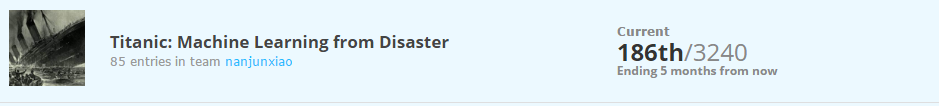 Titanic: Machine Learning from Disaster
85 entries in team nanjunxiao
Current
186th/3240
Ending 5 months from now